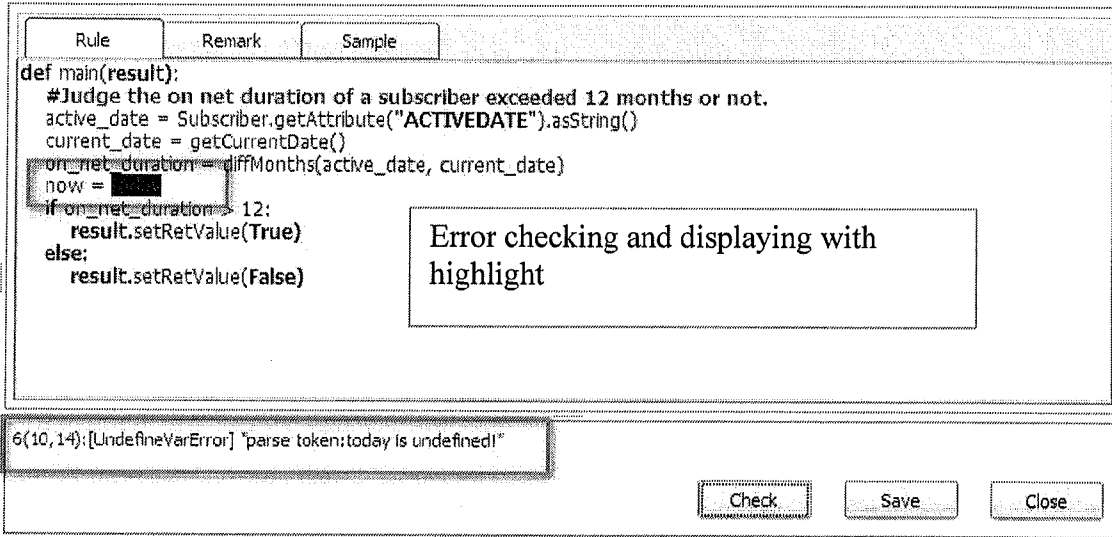 Rule Remark Sample
def main(result):
#Judge the on net duration of a subscriber exceeded 12 months or not.
active_date = Subscriber.getAttribute("ACTIVEDATE").asString()
current_date = getCurrentDate()
on_net_duration = diffMonths(active_date, current_date)
now =
if on_net_duration > 12:
result.setRetValue(True)
else:
result.setRetValue(False)
Error checking and displaying with
highlight
6(10,14):[UndefineVarError] "parse token:today is undefined!"
Check Save Close